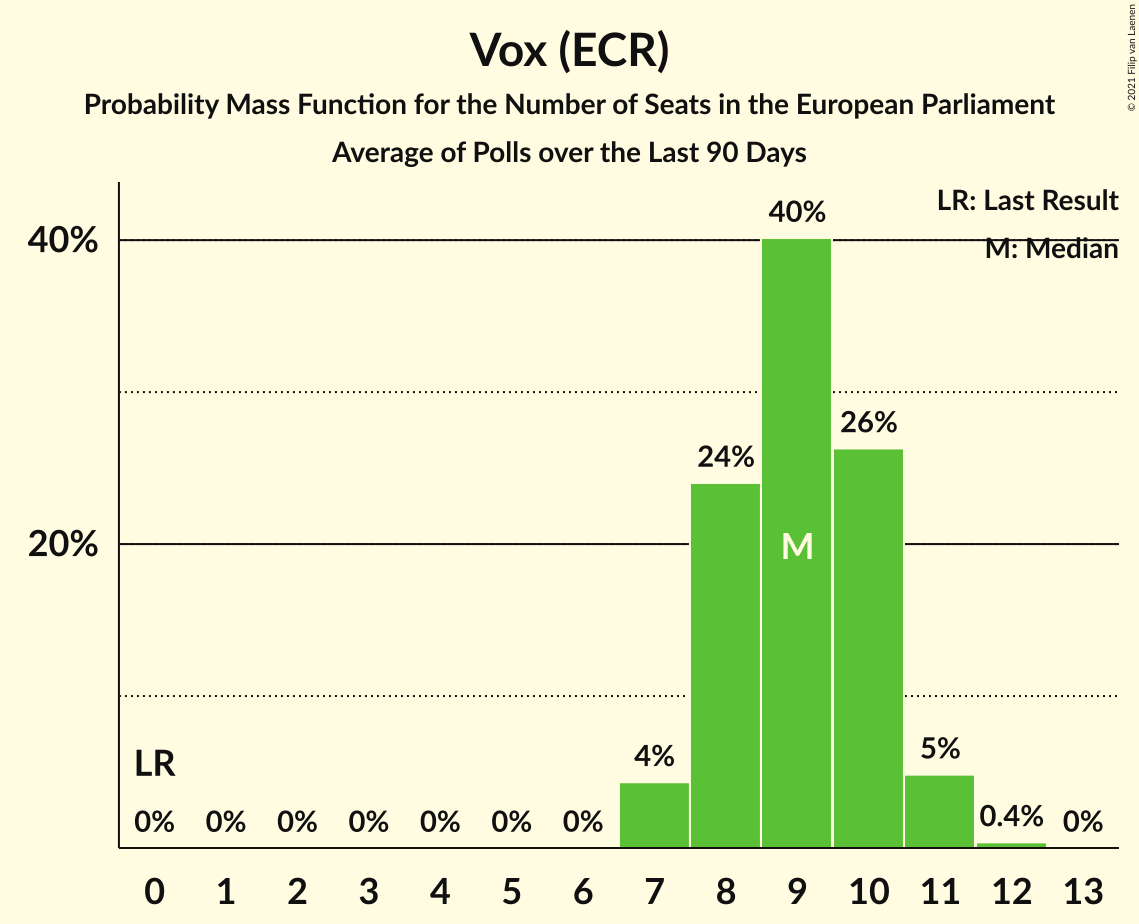 Vox (ECR)
Probability Mass Function for the Number of Seats in the European Parliament
Average of Polls over the Last 90 Days
© 2021 Filip van Laenen
LR: Last Result
M: Median
40%
20%
40%
26%
24%
M
LR
4%
5%
0% 0% 0% 0% 0% 0% 0% 0.4% 0%
0 1 2 3 4 5 6 7 8 9 10 11 12 13